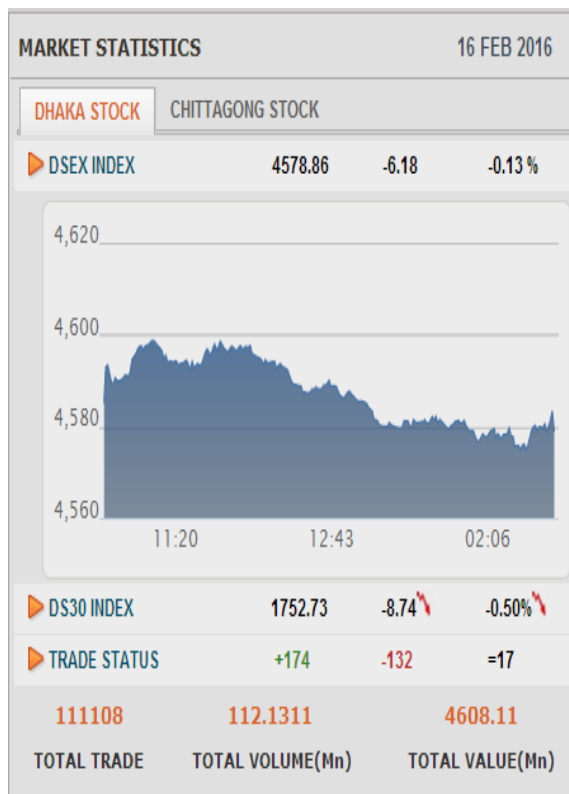 MARKET STATISTICS 16 FEB 2016
DHAKA STOCK CHITTAGONG STOCK
DSEX INDEX 4578.86 -6.18 -0.13 %
4,620
4,600
4,580
4,560
11:20 12:43 02:06
DS30 INDEX 1752.73 -8.74 -0.50%
TRADE STATUS +174 -132 =17
111108 112.1311 4608.11
TOTAL TRADE TOTAL VOLUME(Mn) TOTAL VALUE(Mn)